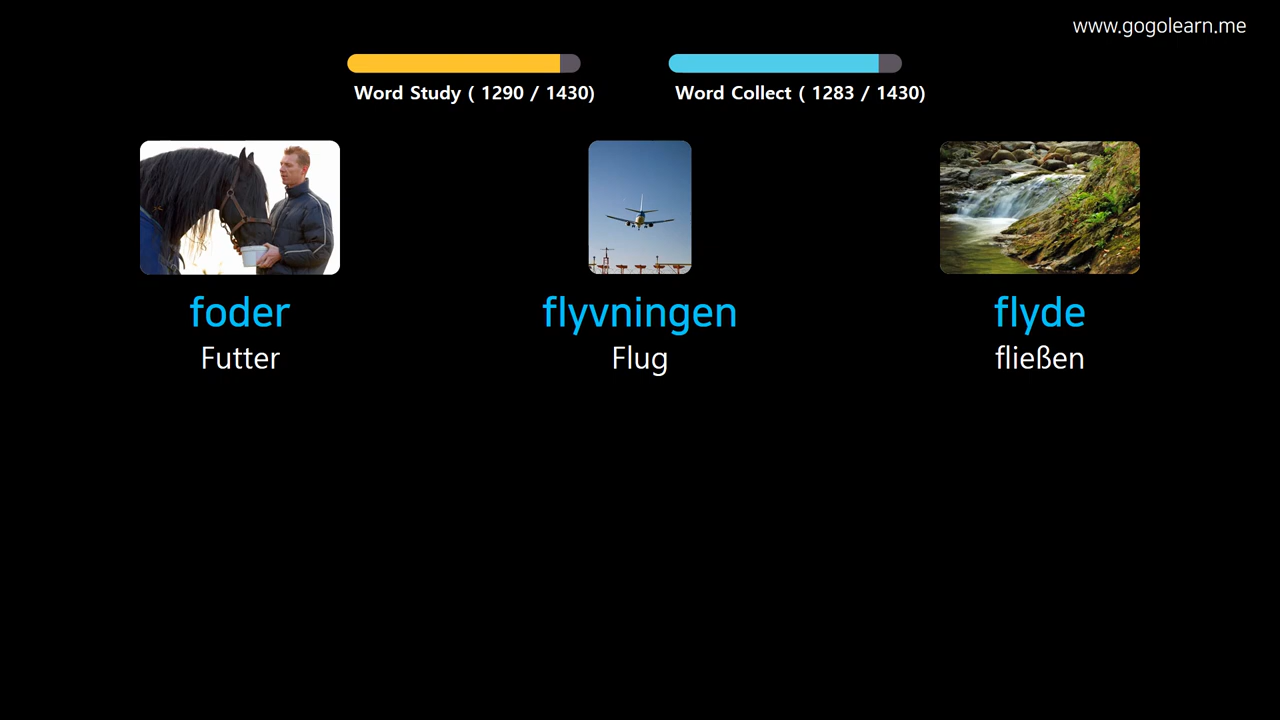 www.gogolearn.me
Word Study ( 1290 / 1430)
Word Collect ( 1283 / 1430)
foder
Futter
flyvningen
Flug
flyde
fließen